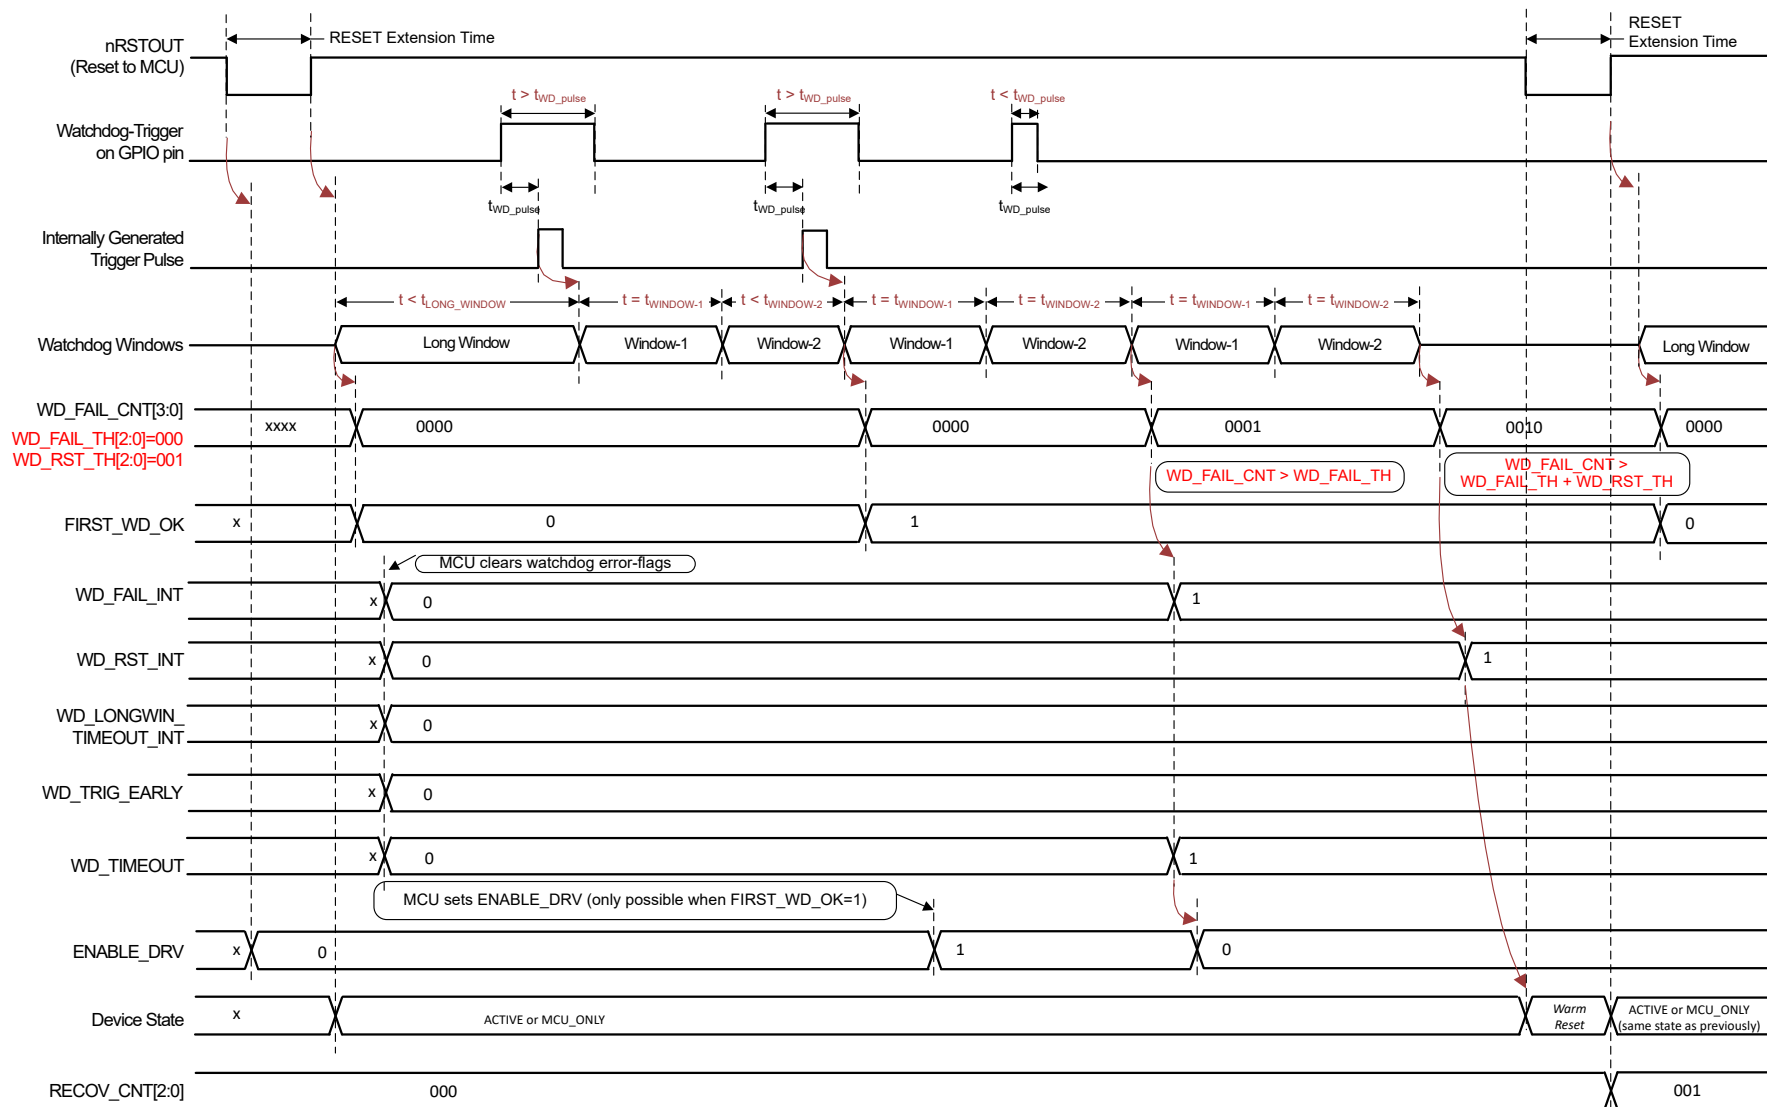 nRSTOUT
(Reset to MCU)
RESET Extension Time
RESET
Extension Time
t > tWD_pulse
t > tWD_pulse
t < tWD_pulse
Watchdog-Trigger
on GPIO pin
tWD_pulse
tWD_pulse
tWD_pulse
Internally Generated
Trigger Pulse
t < tLONG_WINDOW
t = tWINDOW-1
t < tWINDOW-2
t = tWINDOW-1
t = tWINDOW-2
t = tWINDOW-1
t = tWINDOW-2
Watchdog Windows
Long Window
Window-1
Window-2
Window-1
Window-2
Window-1
Window-2
Long Window
WD_FAIL_CNT[3:0]
WD_FAIL_TH[2:0]=000
WD_RST_TH[2:0]=001
xxxx
0000
0000
0001
0010
0000
WD_FAIL_CNT > WD_FAIL_TH
WD_FAIL_CNT >
WD_FAIL_TH + WD_RST_TH
FIRST_WD_OK
x
0
1
0
MCU clears watchdog error-flags
WD_FAIL_INT
x
0
1
WD_RST_INT
x
0
1
WD_LONGWIN_
TIMEOUT_INT
x
0
WD_TRIG_EARLY
x
0
WD_TIMEOUT
x
0
1
MCU sets ENABLE_DRV (only possible when FIRST_WD_OK=1)
ENABLE_DRV
x
0
1
0
Device State
x
ACTIVE or MCU_ONLY
Warm
Reset
ACTIVE or MCU_ONLY
(same state as previously)
RECOV_CNT[2:0]
000
001